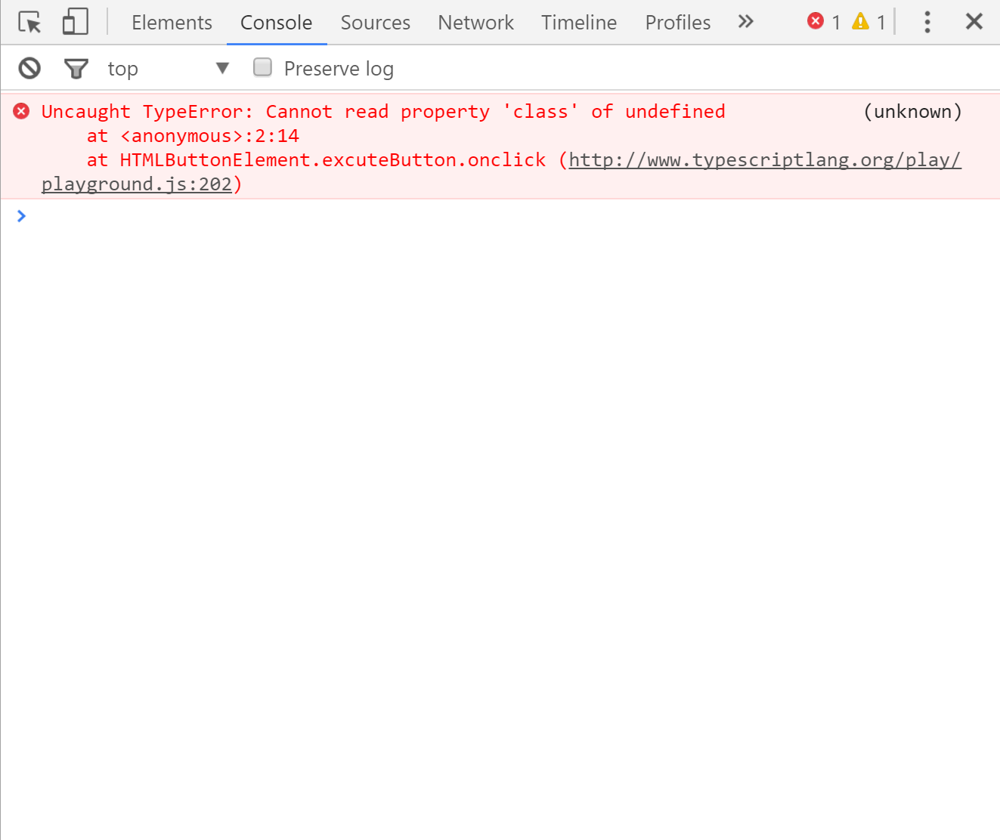 Elements Console Sources Network Timeline Profiles » 1 1
top Preserve log
Uncaught TypeError: Cannot read property 'class' of undefined (unknown)
at <anonymous>:2:14
at HTMLButtonElement.excuteButton.onclick (http://www.typescriptlang.org/play/
playground.js:202)